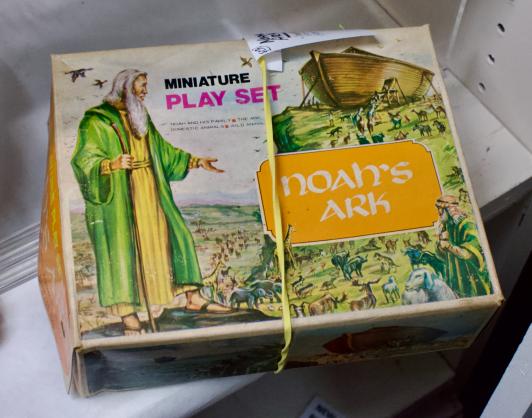 MINIATURE
PLAY SET
NOAH AND HIS FAMILY ■ THE ARK
DOMESTIC ANIMALS ■ WILD ANIMALS
NOAH'S
ARK